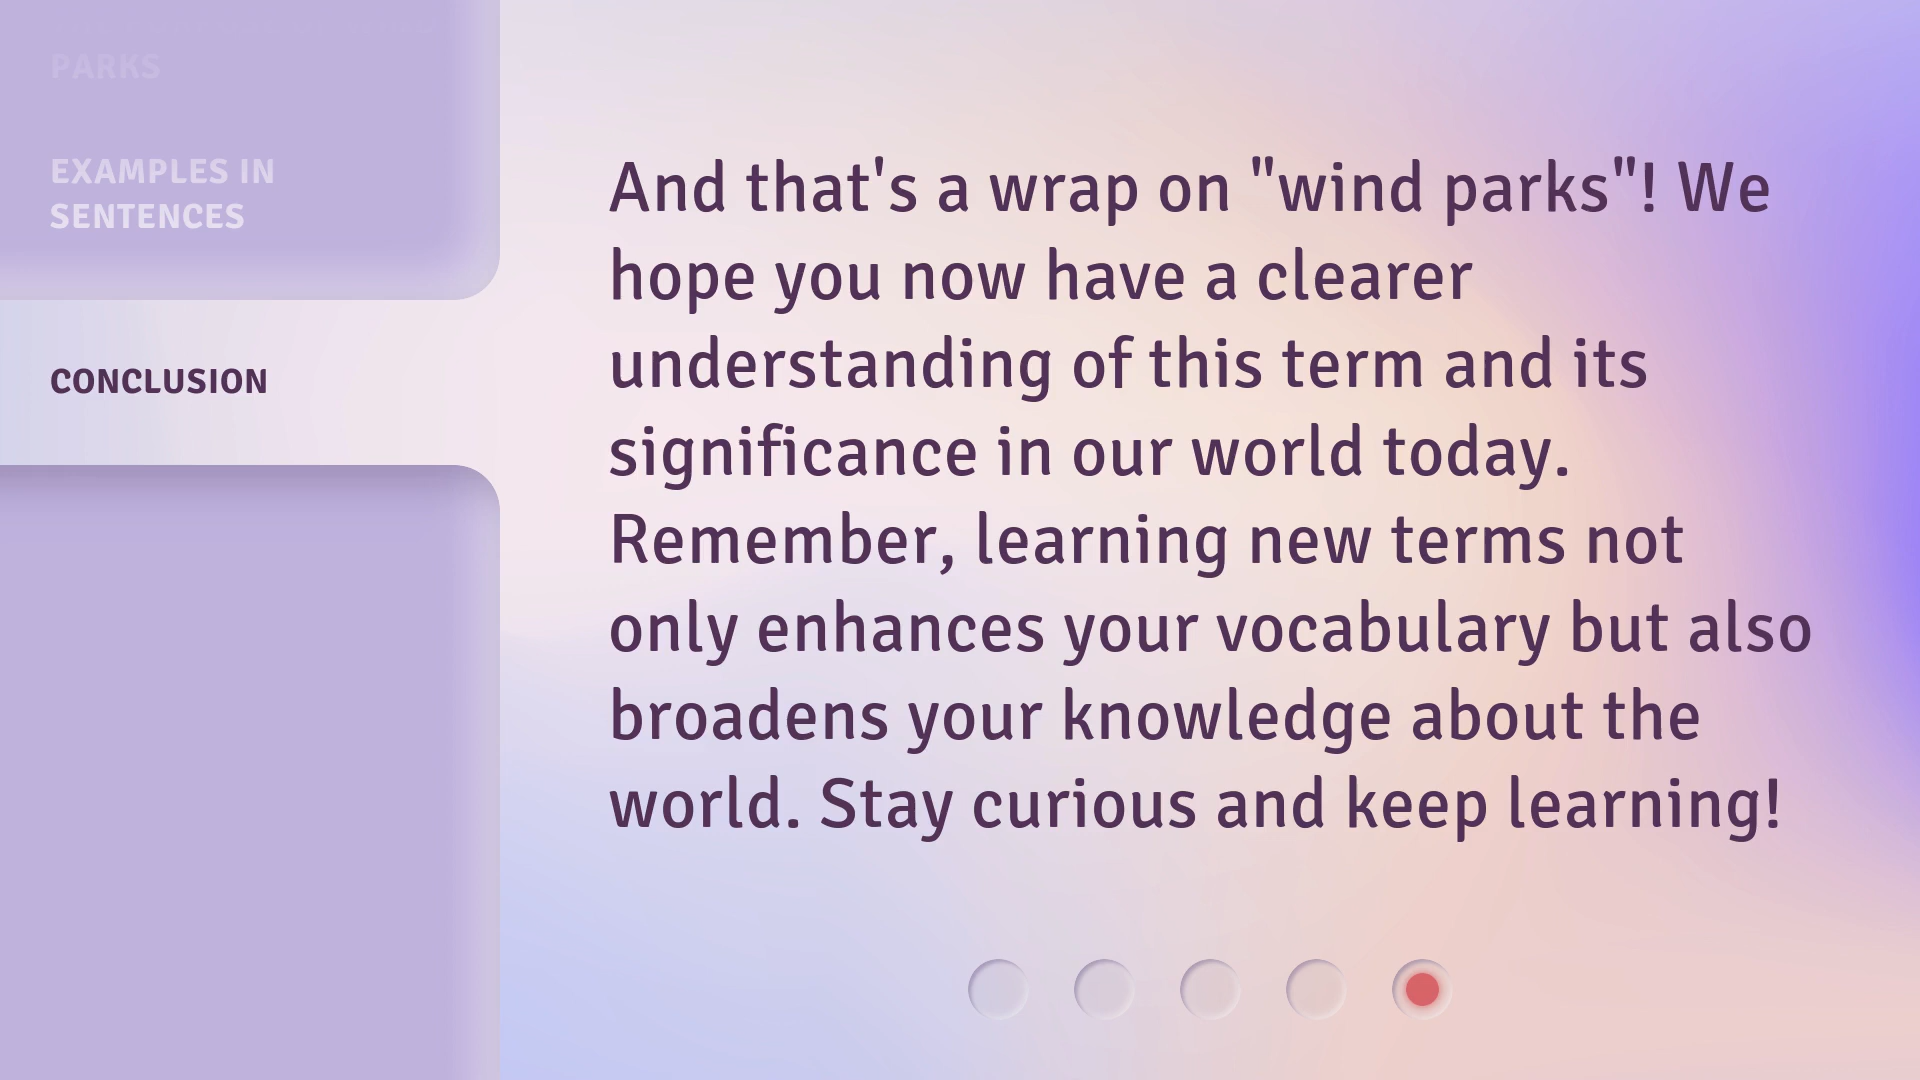 PARKS
EXAMPLES IN
SENTENCES
CONCLUSION
And that's a wrap on "wind parks"! We
hope you now have a clearer
understanding of this term and its
significance in our world today.
Remember, learning new terms not
only enhances your vocabulary but also
broadens your knowledge about the
world. Stay curious and keep learning!